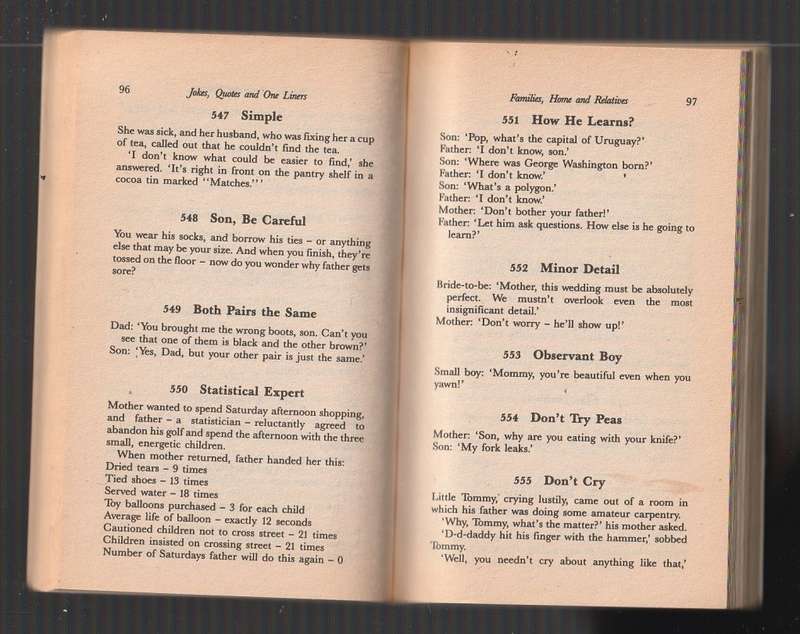 96
Jokes, Quotes and One Liners
547 Simple
She was sick, and her husband, who was fixing her a cup
of tea, called out that he couldn't find the tea.
'I don't know what could be easier to find,' she
answered. 'It's right in front on the pantry shelf in a
cocoa tin marked "Matches."'
548 Son, Be Careful
You wear his socks, and borrow his ties – or anything
else that may be your size. And when you finish, they're
tossed on the floor – now do you wonder why father gets
sore?
549 Both Pairs the Same
Dad: 'You brought me the wrong boots, son. Can't you
see that one of them is black and the other brown?'
Son: 'Yes, Dad, but your other pair is just the same.'
550 Statistical Expert
Mother wanted to spend Saturday afternoon shopping,
and father – a statistician – reluctantly agreed to
abandon his golf and spend the afternoon with the three
small, energetic children.
When mother returned, father handed her this:
Dried tears – 9 times
Tied shoes – 13 times
Served water – 18 times
Toy balloons purchased – 3 for each child
Average life of balloon – exactly 12 seconds
Cautioned children not to cross street – 21 times
Children insisted on crossing street – 21 times
Number of Saturdays father will do this again – 0
Families, Home and Relatives
97
551 How He Learns?
Son: 'Pop, what's the capital of Uruguay?'
Father: 'I don't know, son.'
Son: 'Where was George Washington born?'
Father: 'I don't know.'
Son: 'What's a polygon.'
Father: 'I don't know.'
Mother: 'Don't bother your father!'
Father: 'Let him ask questions. How else is he going to
learn?'
552 Minor Detail
Bride-to-be: 'Mother, this wedding must be absolutely
perfect. We mustn't overlook even the most
insignificant detail.'
Mother: 'Don't worry – he'll show up!'
553 Observant Boy
Small boy: 'Mommy, you're beautiful even when you
yawn!'
554 Don't Try Peas
Mother: 'Son, why are you eating with your knife?'
Son: 'My fork leaks.'
555 Don't Cry
Little Tommy, crying lustily, came out of a room in
which his father was doing some amateur carpentry.
'Why, Tommy, what's the matter?' his mother asked.
'D-d-daddy hit his finger with the hammer,' sobbed
Tommy.
'Well, you needn't cry about anything like that,'